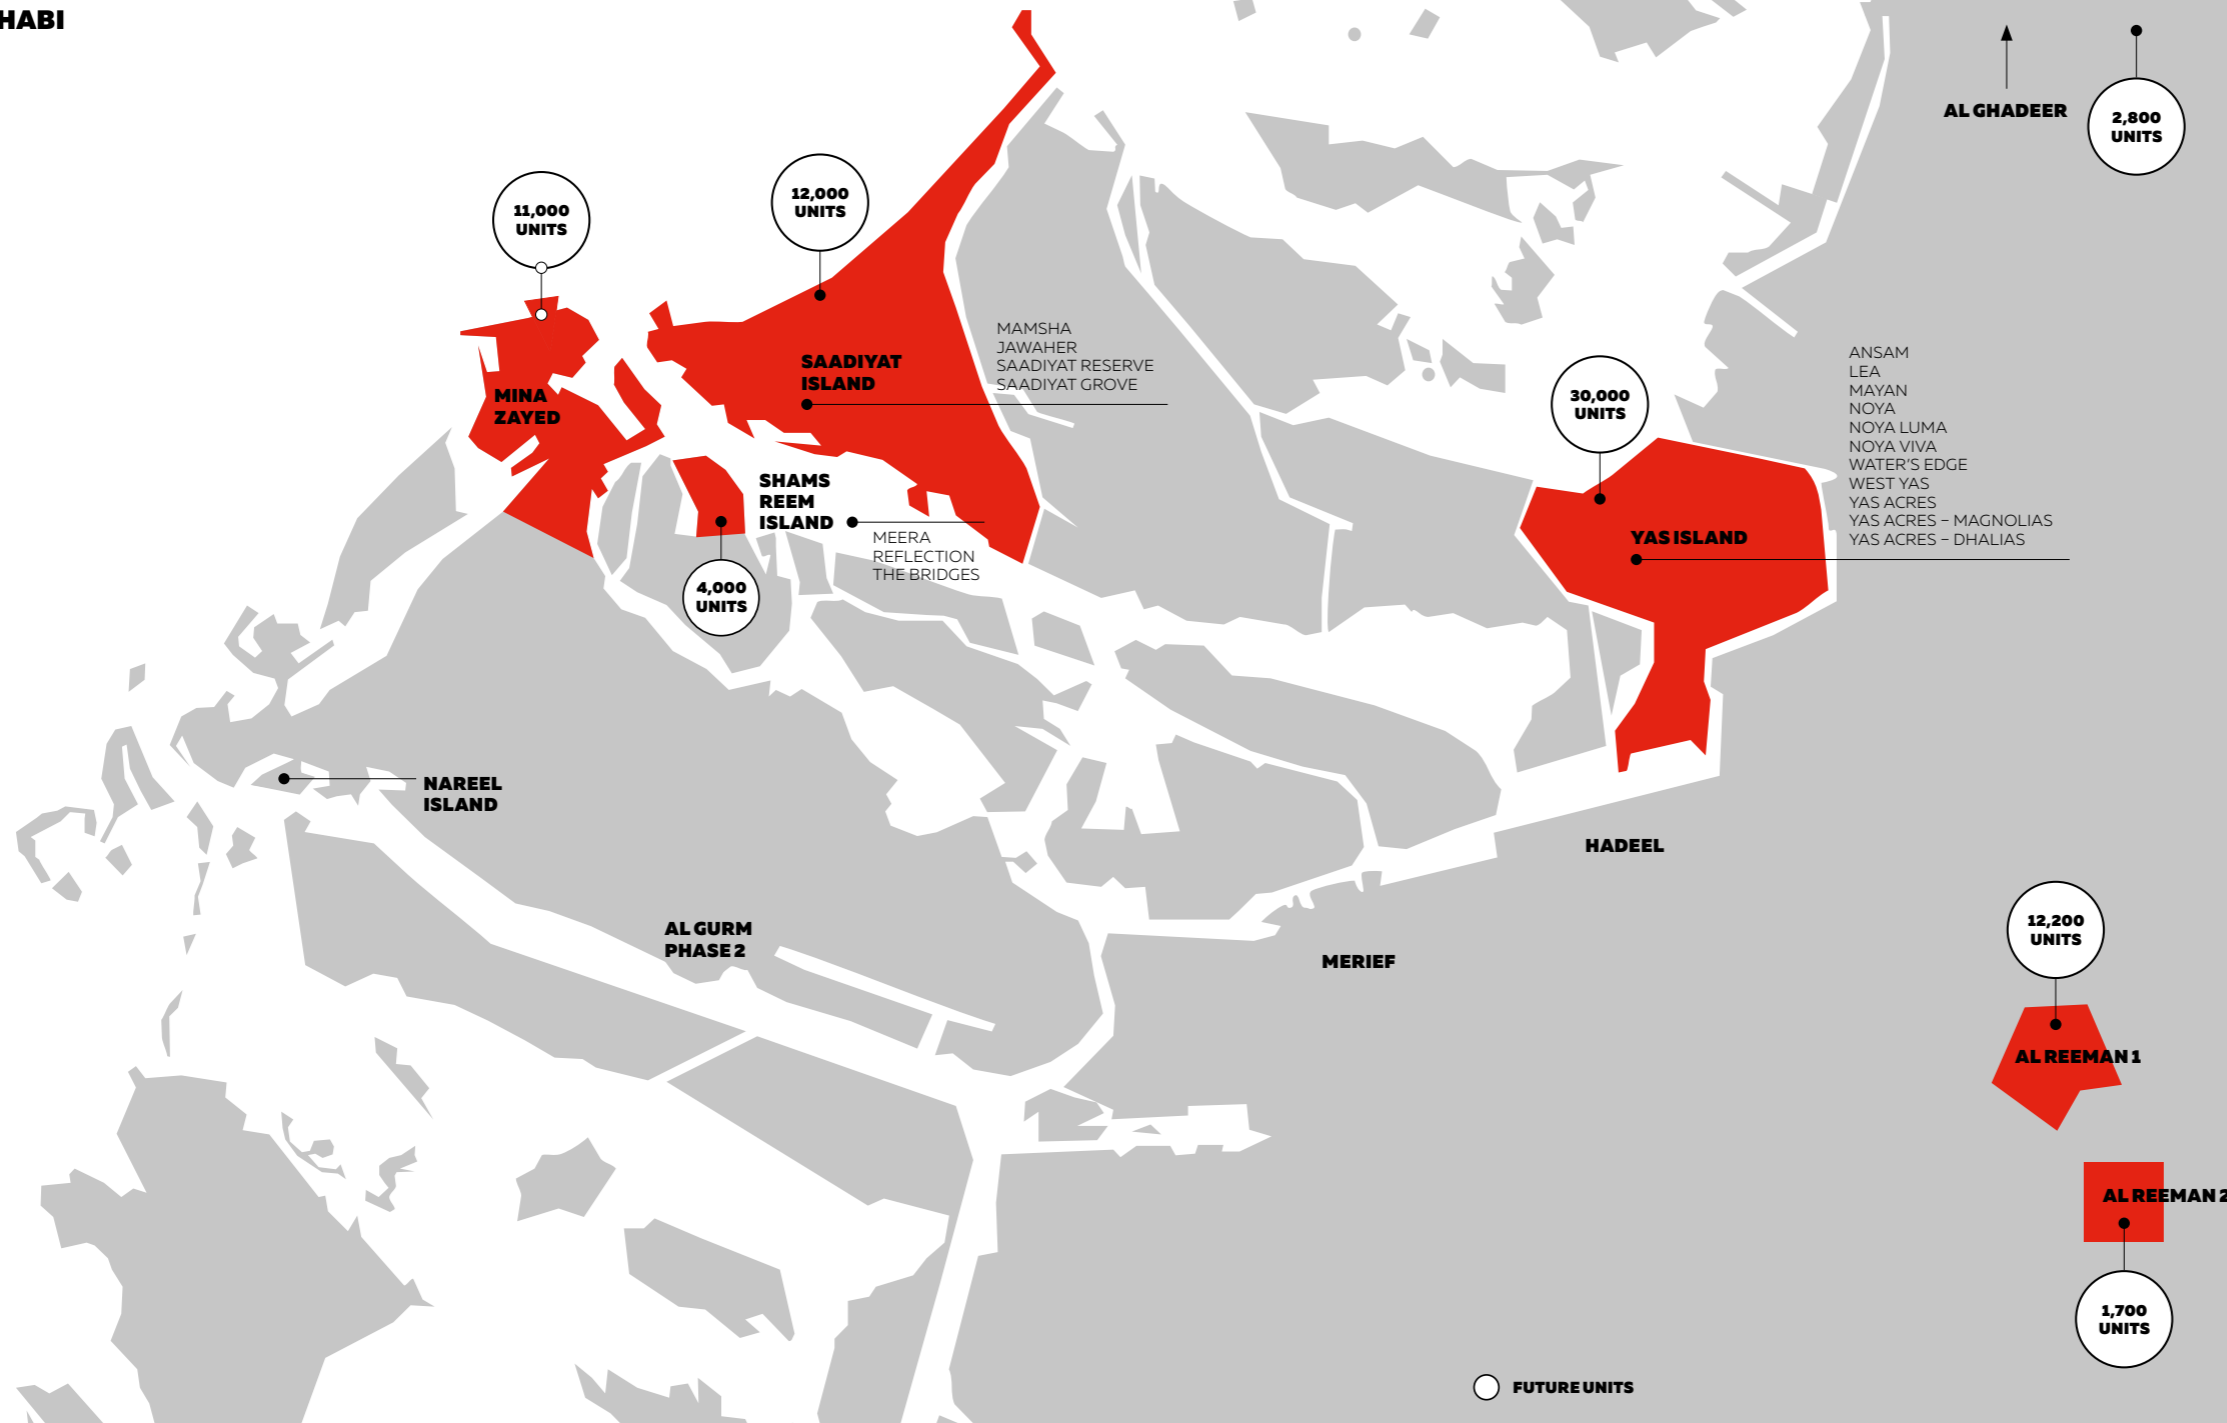 HABI
AL GHADEER
2,800
UNITS
11,000
UNITS
12,000
UNITS
MINA
ZAYED
SAADIYAT
ISLAND
MAMSHA
JAWAHER
SAADIYAT RESERVE
SAADIYAT GROVE
30,000
UNITS
ANSAM
LEA
MAYAN
NOYA
NOYA LUMA
NOYA VIVA
WATER'S EDGE
WEST YAS
YAS ACRES
YAS ACRES – MAGNOLIAS
YAS ACRES – DHALIAS
YAS ISLAND
SHAMS
REEM
ISLAND
MEERA
REFLECTION
THE BRIDGES
4,000
UNITS
NAREEL
ISLAND
HADEEL
AL GURM
PHASE 2
MERIEF
12,200
UNITS
AL REEMAN 1
AL REEMAN 2
1,700
UNITS
FUTURE UNITS